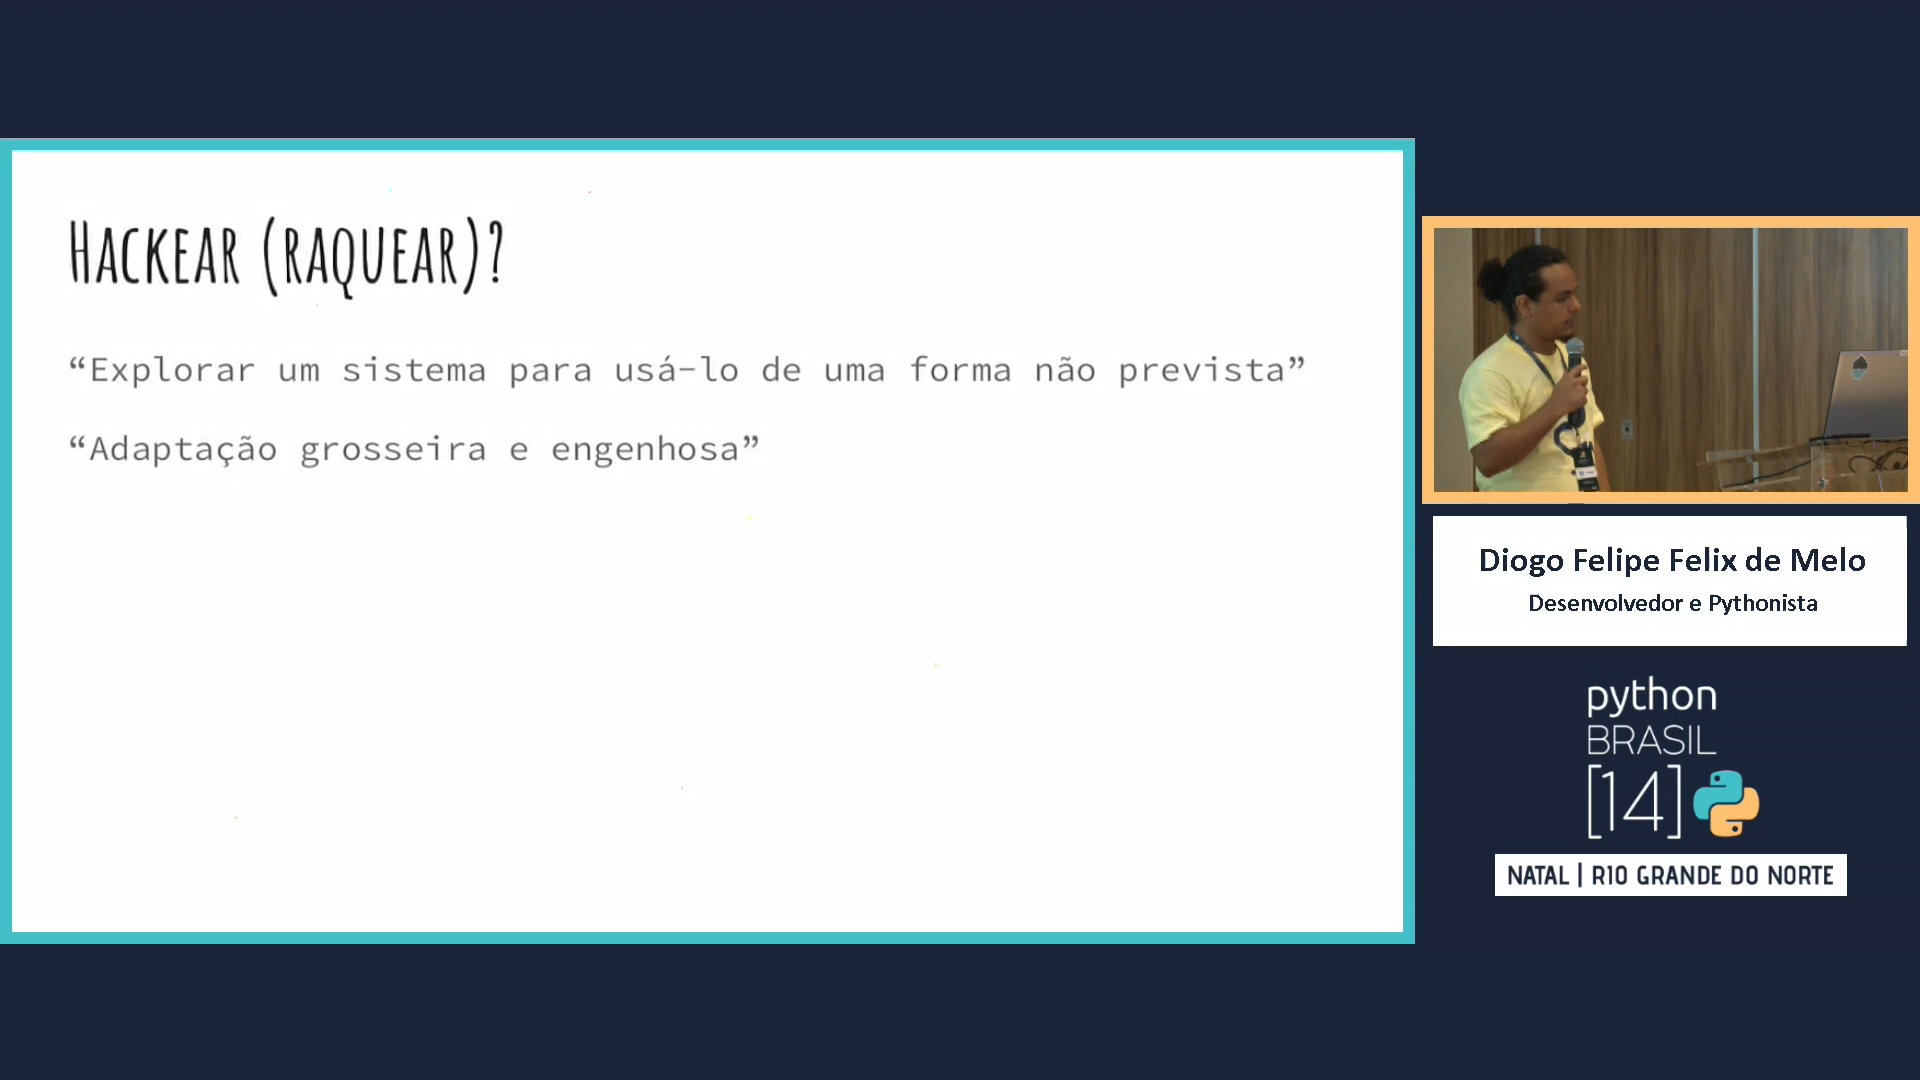 HACKEAR (RAQUEAR)?
“Explorar um sistema para usá-lo de uma forma não prevista”
“Adaptação grosseira e engenhosa”
Diogo Felipe Felix de Melo
Desenvolvedor e Pythonista
python
BRASIL
[14]
NATAL | RIO GRANDE DO NORTE